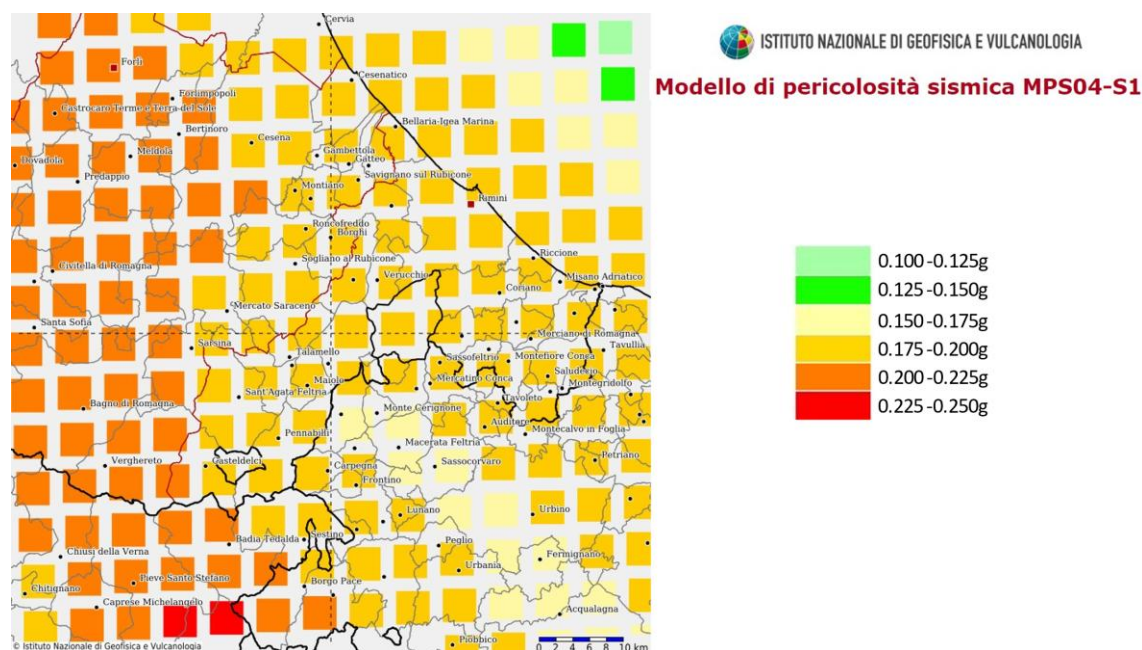 Cervia
ISTITUTO NAZIONALE DI GEOFISICA E VULCANOLOGIA
Modello di pericolosità sismica MPS04-S1
Forlì
Cesenatico
Forlimpopoli
Castrocaro Terme e Terra del Sole
Bellaria-Igea Marina
Bertinoro
Cesena
Gambettola
Meldola
Gatteo
Dovadola
Savignano sul Rubicone
Predappio
Montiano
Rimini
Roncofreddo
Borghi
Riccione
0.100 -0.125g
Sogliano al Rubicone
Civitella di Romagna
Verucchio
Misano Adriatico
0.125 -0.150g
Coriano
Mercato Saraceno
0.150 -0.175g
Santa Sofia
Morciano di Romagna
Sarsina
Tavullia
0.175 -0.200g
Talamello
Sassofeltrio
Montefiore Conca
Saludecio
0.200 -0.225g
Maiolo
Mercatino Conca
Montegridolfo
Sant'Agata Feltria
Tavoleto
0.225 -0.250g
Bagno di Romagna
Monte Cerignone
Auditore
Montecalvo in Foglia
Pennabilli
Macerata Feltria
Petriano
Verghereto
Casteldelci
Carpegna
Sassocorvaro
Frontino
Lunano
Urbino
Sestino
Badia Tedalda
Peglio
Chiusi della Verna
Fermignano
Urbania
Pieve Santo Stefano
Borgo Pace
Chitignano
Caprese Michelangelo
Acqualagna
Piobbico
© Istituto Nazionale di Geofisica e Vulcanologia
0 2 4 6 8 10 km